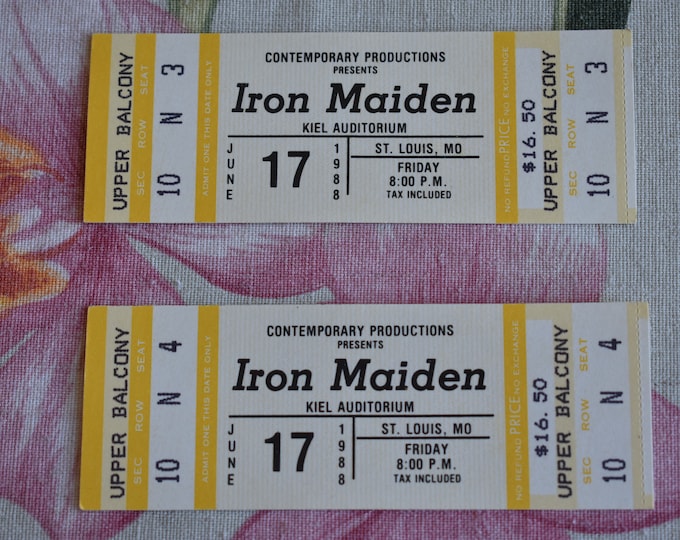 UPPER BALCONY
SEC ROW SEAT
10 N 3
ADMIT ONE THIS DATE ONLY
CONTEMPORARY PRODUCTIONS
PRESENTS
Iron Maiden
KIEL AUDITORIUM
JUNE 17 1988
ST. LOUIS, MO
FRIDAY
8:00 P.M.
TAX INCLUDED
NO REFUND PRICE NO EXCHANGE
$16.50
UPPER BALCONY
SEC ROW SEAT
10 N 3
UPPER BALCONY
SEC ROW SEAT
10 N 4
ADMIT ONE THIS DATE ONLY
CONTEMPORARY PRODUCTIONS
PRESENTS
Iron Maiden
KIEL AUDITORIUM
JUNE 17 1988
ST. LOUIS, MO
FRIDAY
8:00 P.M.
TAX INCLUDED
NO REFUND PRICE NO EXCHANGE
$16.50
UPPER BALCONY
SEC ROW SEAT
10 N 4